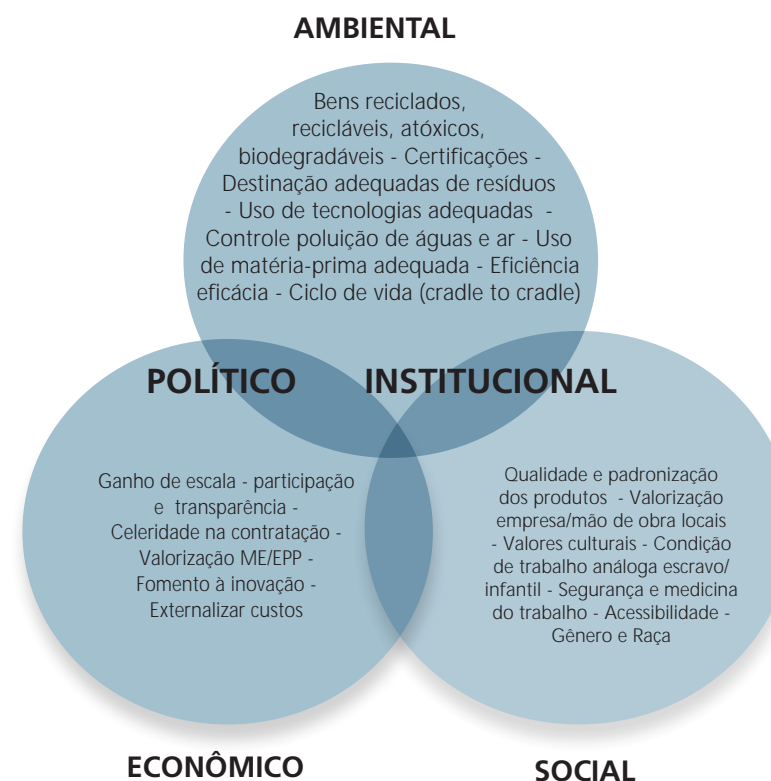 AMBIENTAL
Bens reciclados,
recicláveis, atóxicos,
biodegradáveis - Certificações -
Destinação adequadas de resíduos
- Uso de tecnologias adequadas -
Controle poluição de águas e ar - Uso
de matéria-prima adequada - Eficiência
eficácia - Ciclo de vida (cradle to cradle)
POLÍTICO
INSTITUCIONAL
Ganho de escala - participação
e transparência -
Celeridade na contratação -
Valorização ME/EPP -
Fomento à inovação -
Externalizar custos
Qualidade e padronização
dos produtos - Valorização
empresa/mão de obra locais
- Valores culturais - Condição
de trabalho análoga escravo/
infantil - Segurança e medicina
do trabalho - Acessibilidade -
Gênero e Raça
ECONÔMICO
SOCIAL